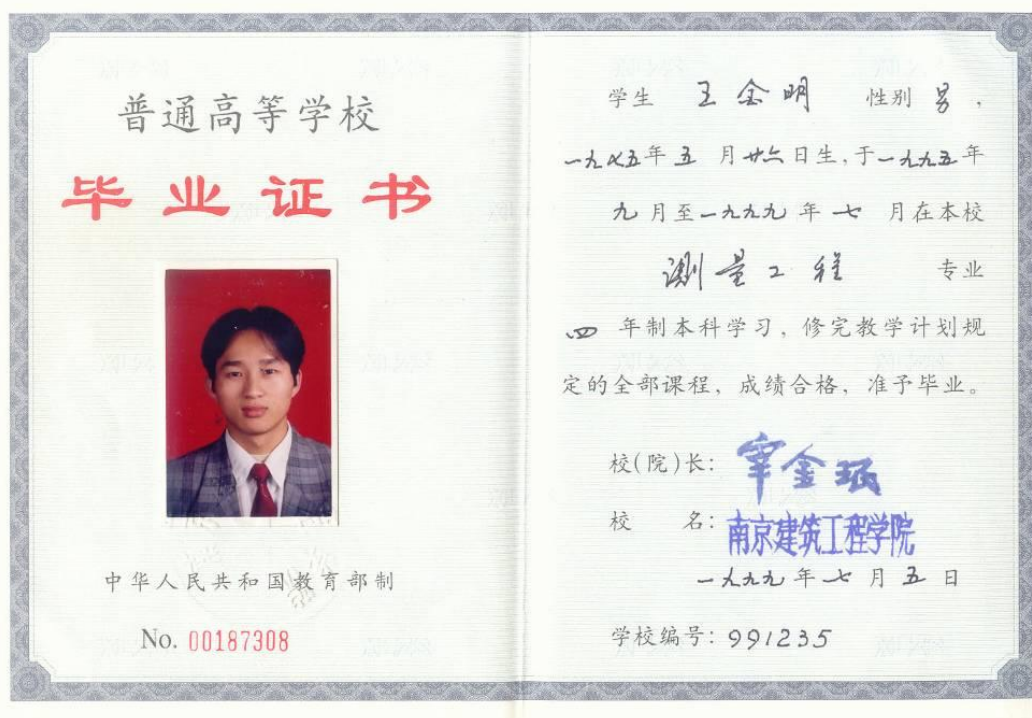 普通高等学校
毕业证书
中华人民共和国教育部制
No. 00187308
学生 王金明 性别 男，
一九七五年五月廿六日生，于一九九五年
九月至一九九九年七月在本校
测量工程 专业
四年制本科学习，修完教学计划规
定的全部课程，成绩合格，准予毕业。
校(院)长：宰金珉
校名：南京建筑工程学院
一九九九年七月五日
学校编号：991235